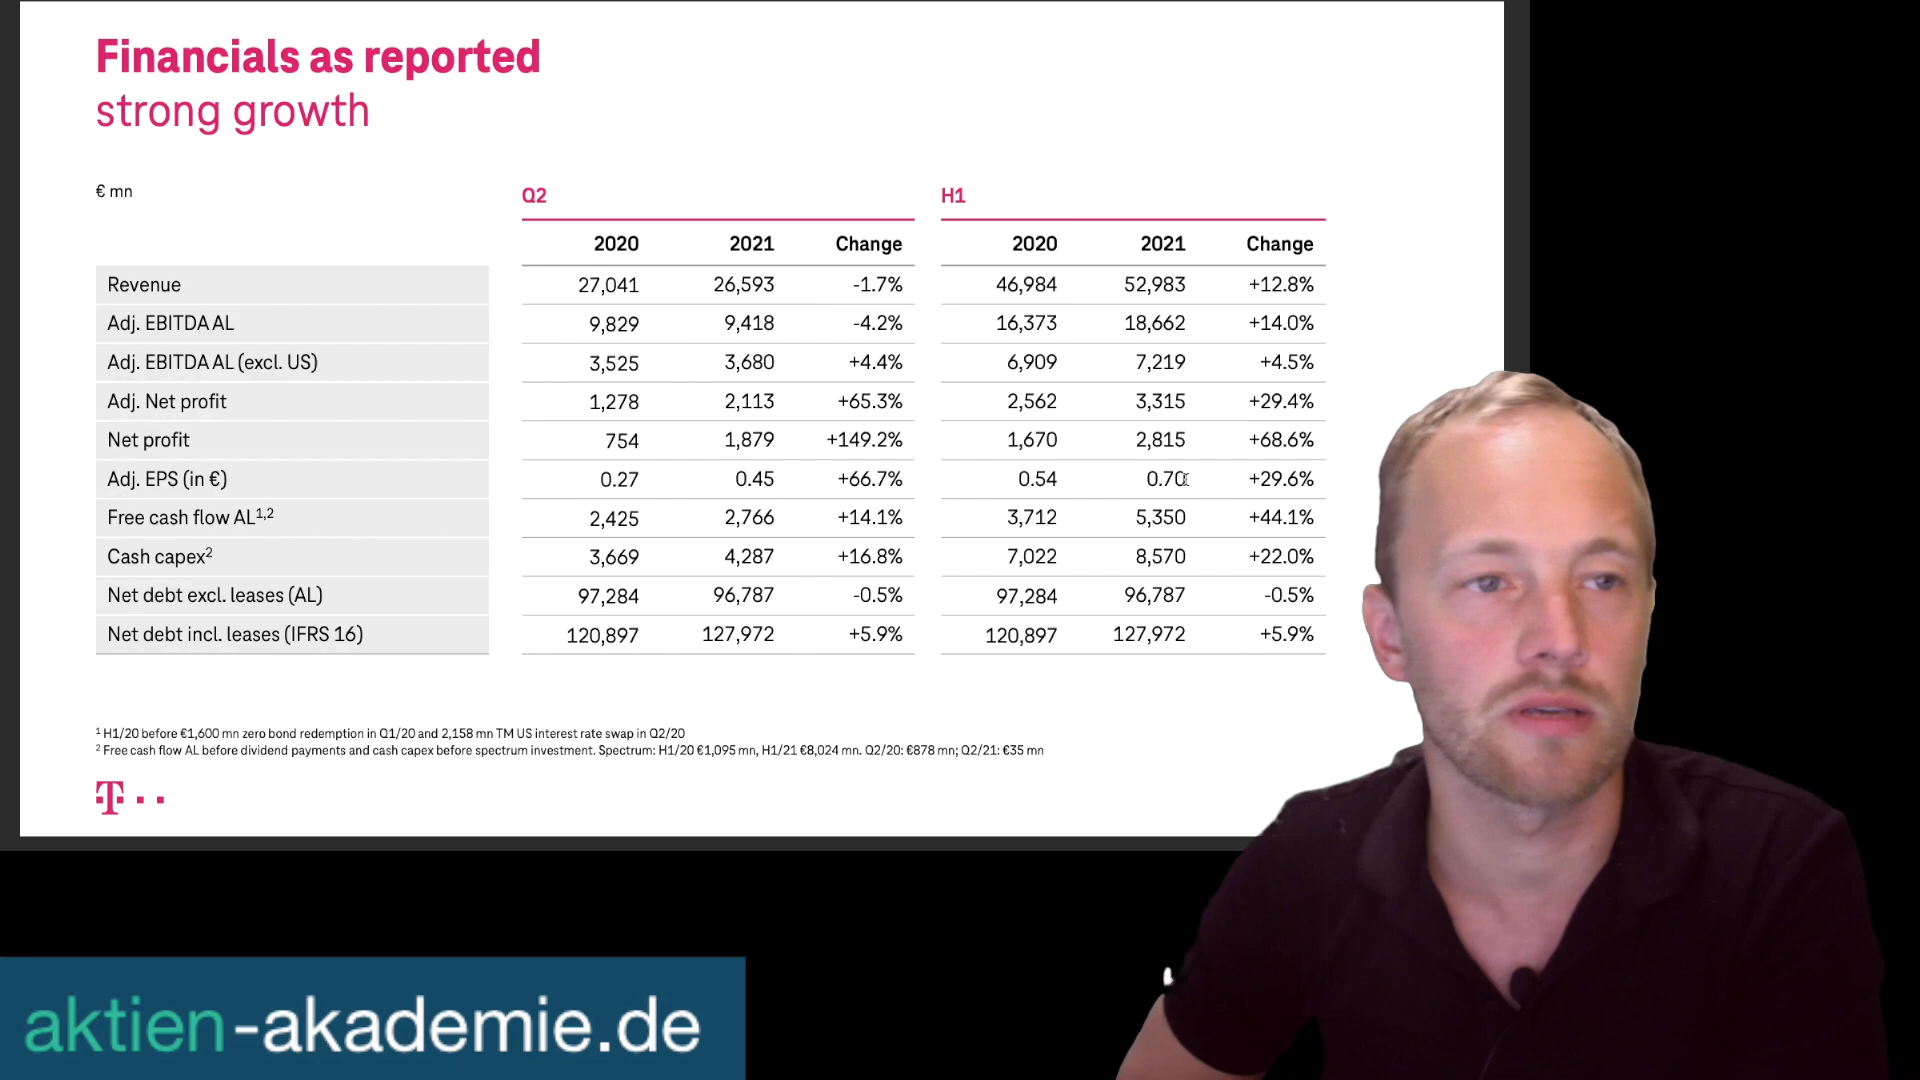 Financials as reported
strong growth
€ mn
Q2 H1
2020 2021 Change 2020 2021 Change
Revenue 27,041 26,593 -1.7% 46,984 52,983 +12.8%
Adj. EBITDA AL 9,829 9,418 -4.2% 16,373 18,662 +14.0%
Adj. EBITDA AL (excl. US) 3,525 3,680 +4.4% 6,909 7,219 +4.5%
Adj. Net profit 1,278 2,113 +65.3% 2,562 3,315 +29.4%
Net profit 754 1,879 +149.2% 1,670 2,815 +68.6%
Adj. EPS (in €) 0.27 0.45 +66.7% 0.54 0.70 +29.6%
Free cash flow AL1,2 2,425 2,766 +14.1% 3,712 5,350 +44.1%
Cash capex2 3,669 4,287 +16.8% 7,022 8,570 +22.0%
Net debt excl. leases (AL) 97,284 96,787 -0.5% 97,284 96,787 -0.5%
Net debt incl. leases (IFRS 16) 120,897 127,972 +5.9% 120,897 127,972 +5.9%
1 H1/20 before €1,600 mn zero bond redemption in Q1/20 and 2,158 mn TM US interest rate swap in Q2/20
2 Free cash flow AL before dividend payments and cash capex before spectrum investment. Spectrum: H1/20 €1,095 mn, H1/21 €8,024 mn. Q2/20: €878 mn; Q2/21: €35 mn
T
aktien-akademie.de